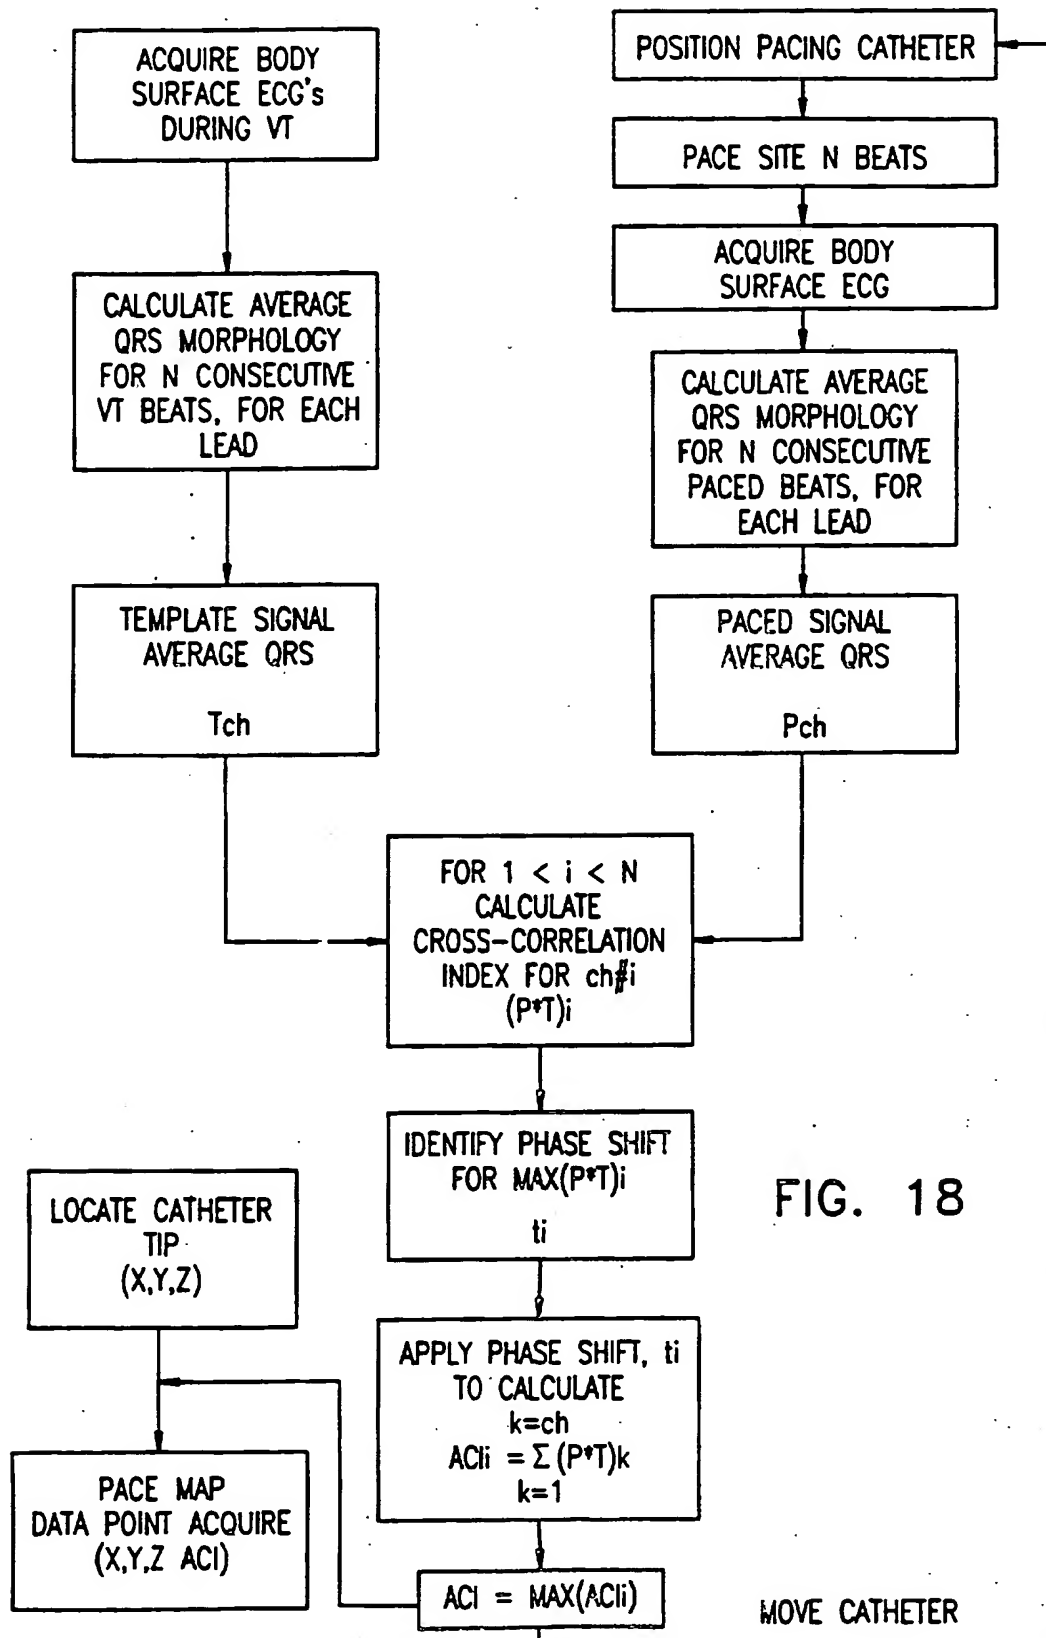 ACQUIRE BODY
SURFACE ECG's
DURING VT
CALCULATE AVERAGE
QRS MORPHOLOGY
FOR N CONSECUTIVE
VT BEATS, FOR EACH
LEAD
TEMPLATE SIGNAL
AVERAGE QRS
Tch
POSITION PACING CATHETER
PACE SITE N BEATS
ACQUIRE BODY
SURFACE ECG
CALCULATE AVERAGE
QRS MORPHOLOGY
FOR N CONSECUTIVE
PACED BEATS, FOR
EACH LEAD
PACED SIGNAL
AVERAGE QRS
Pch
FOR 1 < i < N
CALCULATE
CROSS-CORRELATION
INDEX FOR ch#i
(P*T)i
IDENTIFY PHASE SHIFT
FOR MAX(P*T)i
ti
FIG. 18
LOCATE CATHETER
TIP
(X,Y,Z)
APPLY PHASE SHIFT, ti
TO CALCULATE
k=ch
ACIi = Σ (P*T)k
k=1
PACE MAP
DATA POINT ACQUIRE
(X,Y,Z ACI)
ACI = MAX(ACIi)
MOVE CATHETER